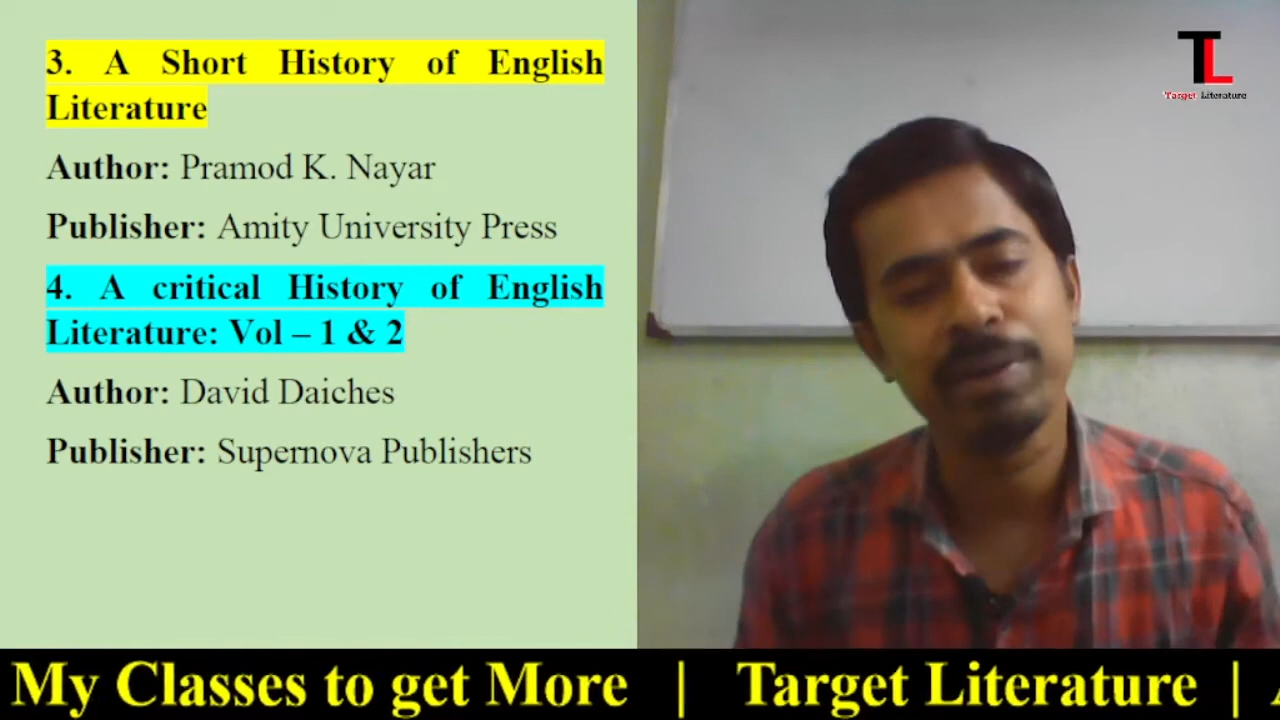 3. A Short History of English
Literature
Author: Pramod K. Nayar
Publisher: Amity University Press
4. A critical History of English
Literature: Vol – 1 & 2
Author: David Daiches
Publisher: Supernova Publishers
TL
Target Literature
My Classes to get More | Target Literature |